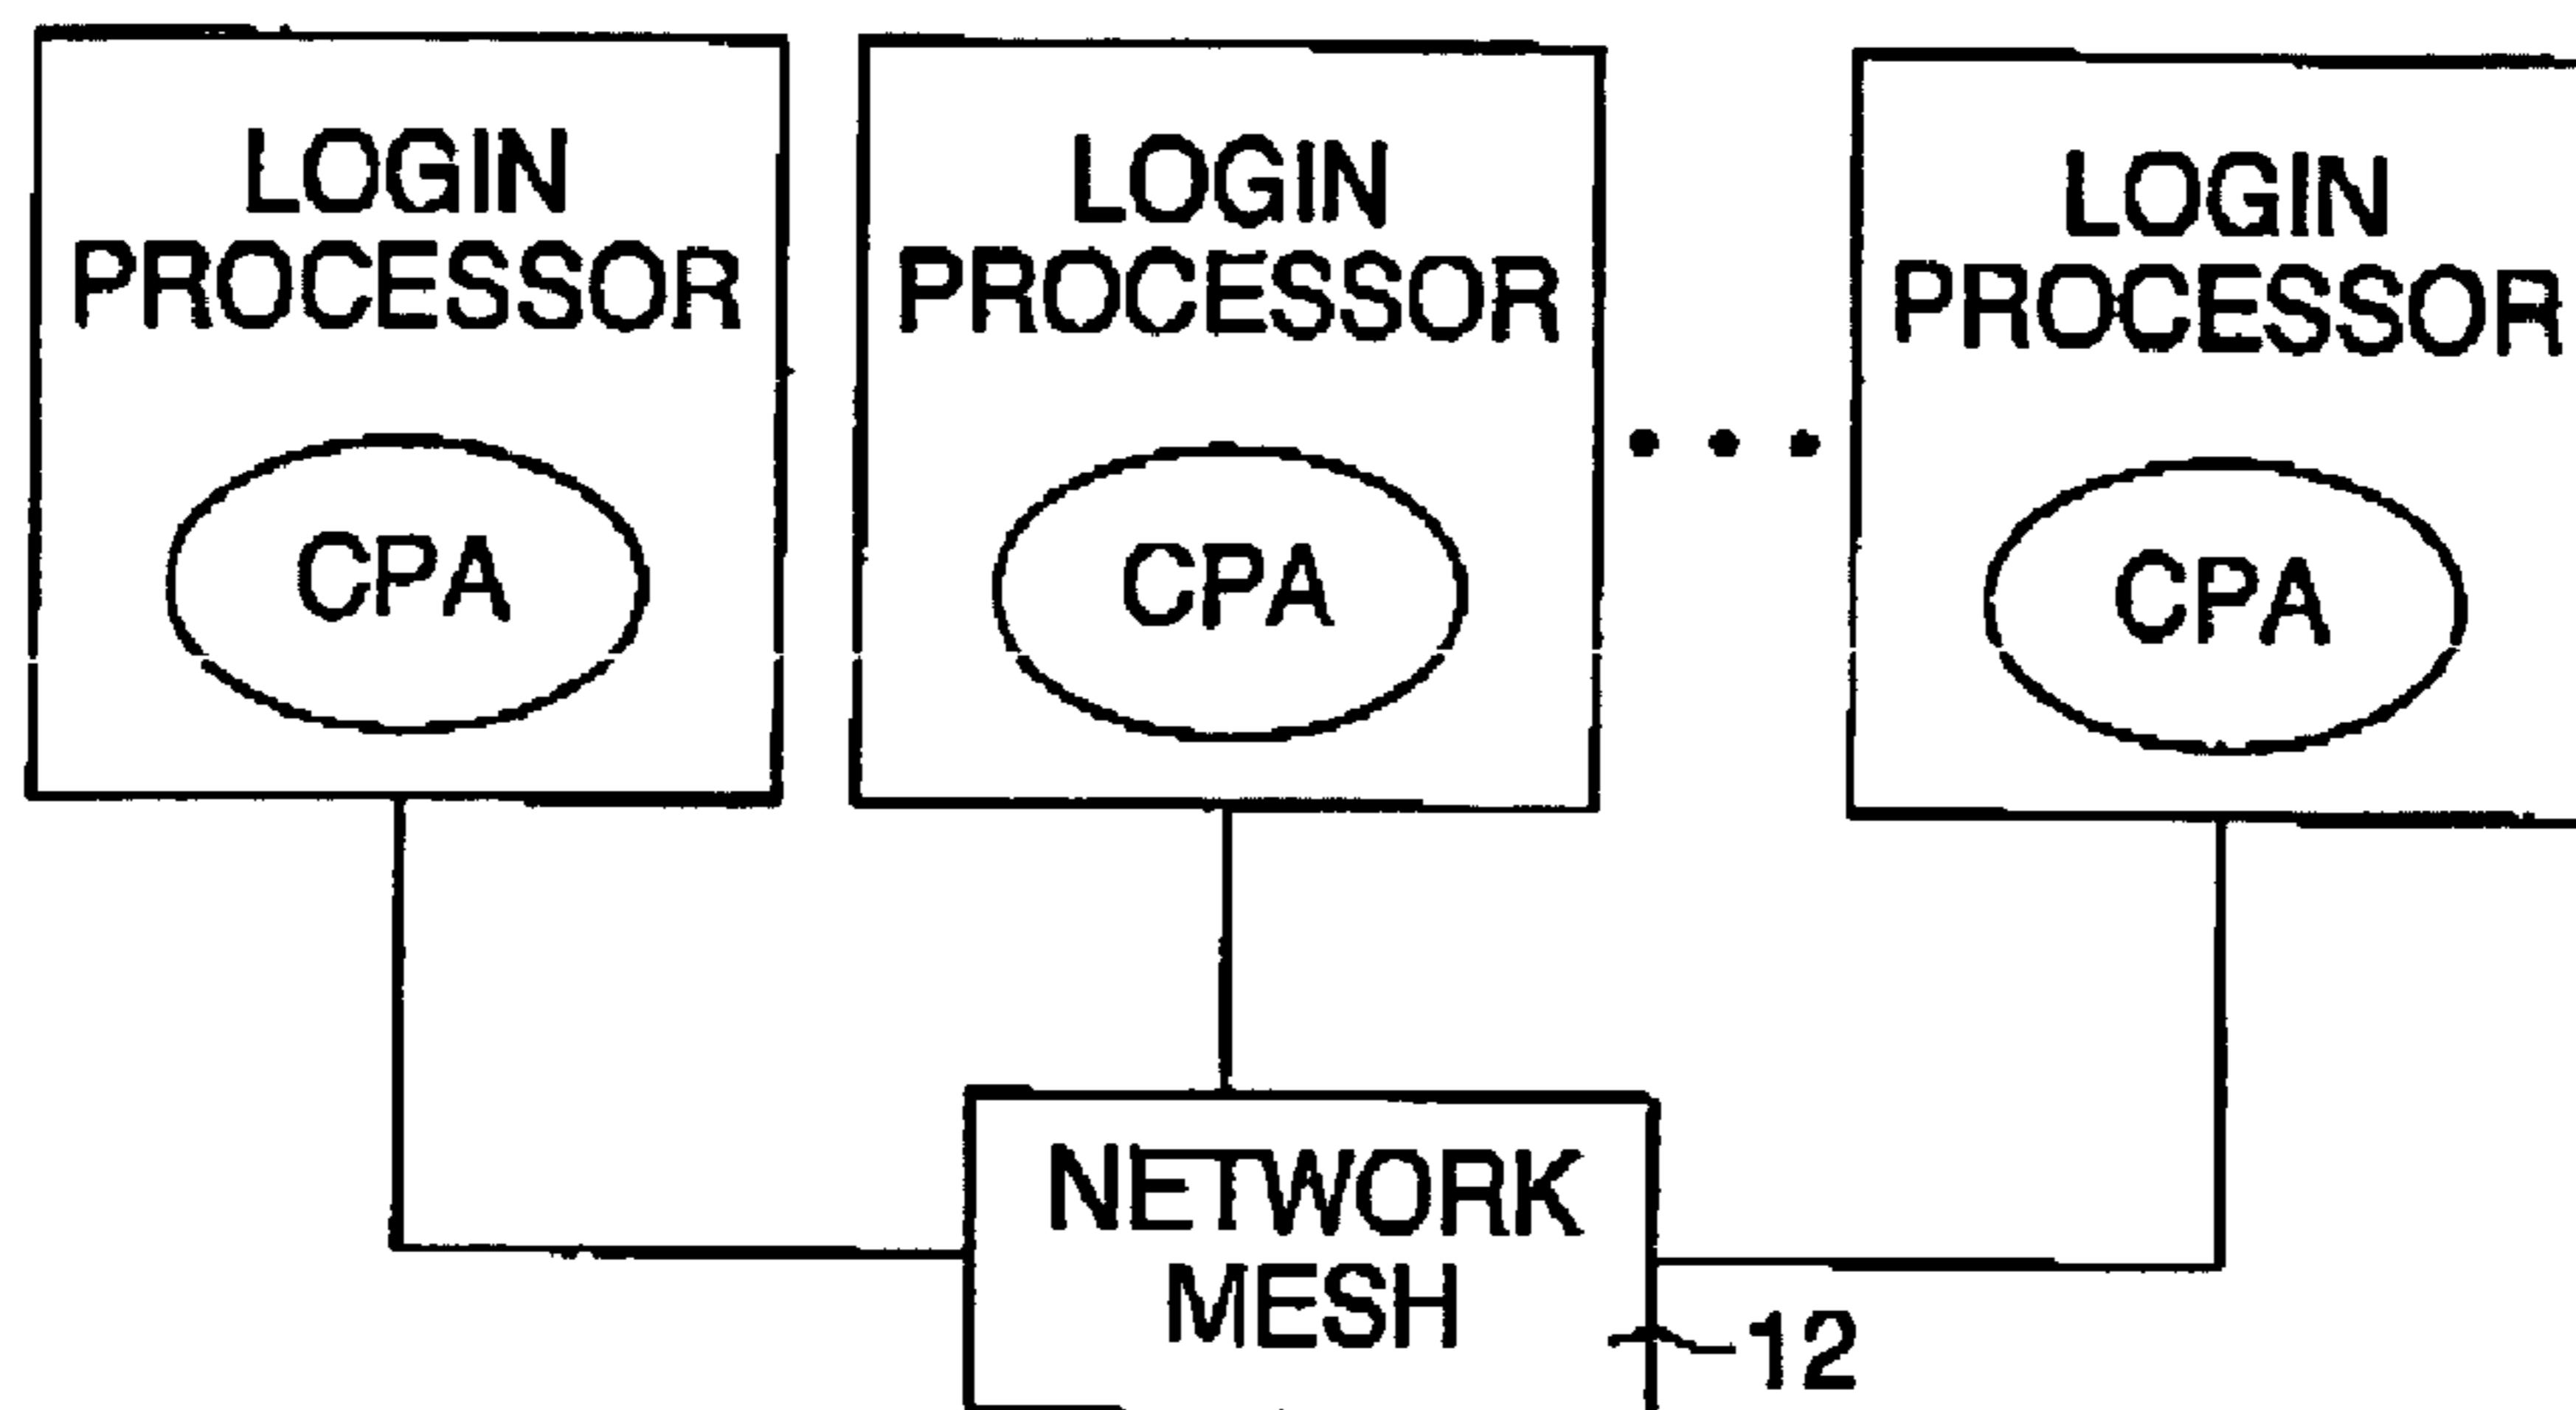 LOGIN
PROCESSOR
CPA
LOGIN
PROCESSOR
CPA
LOGIN
PROCESSOR
CPA
NETWORK
MESH
12